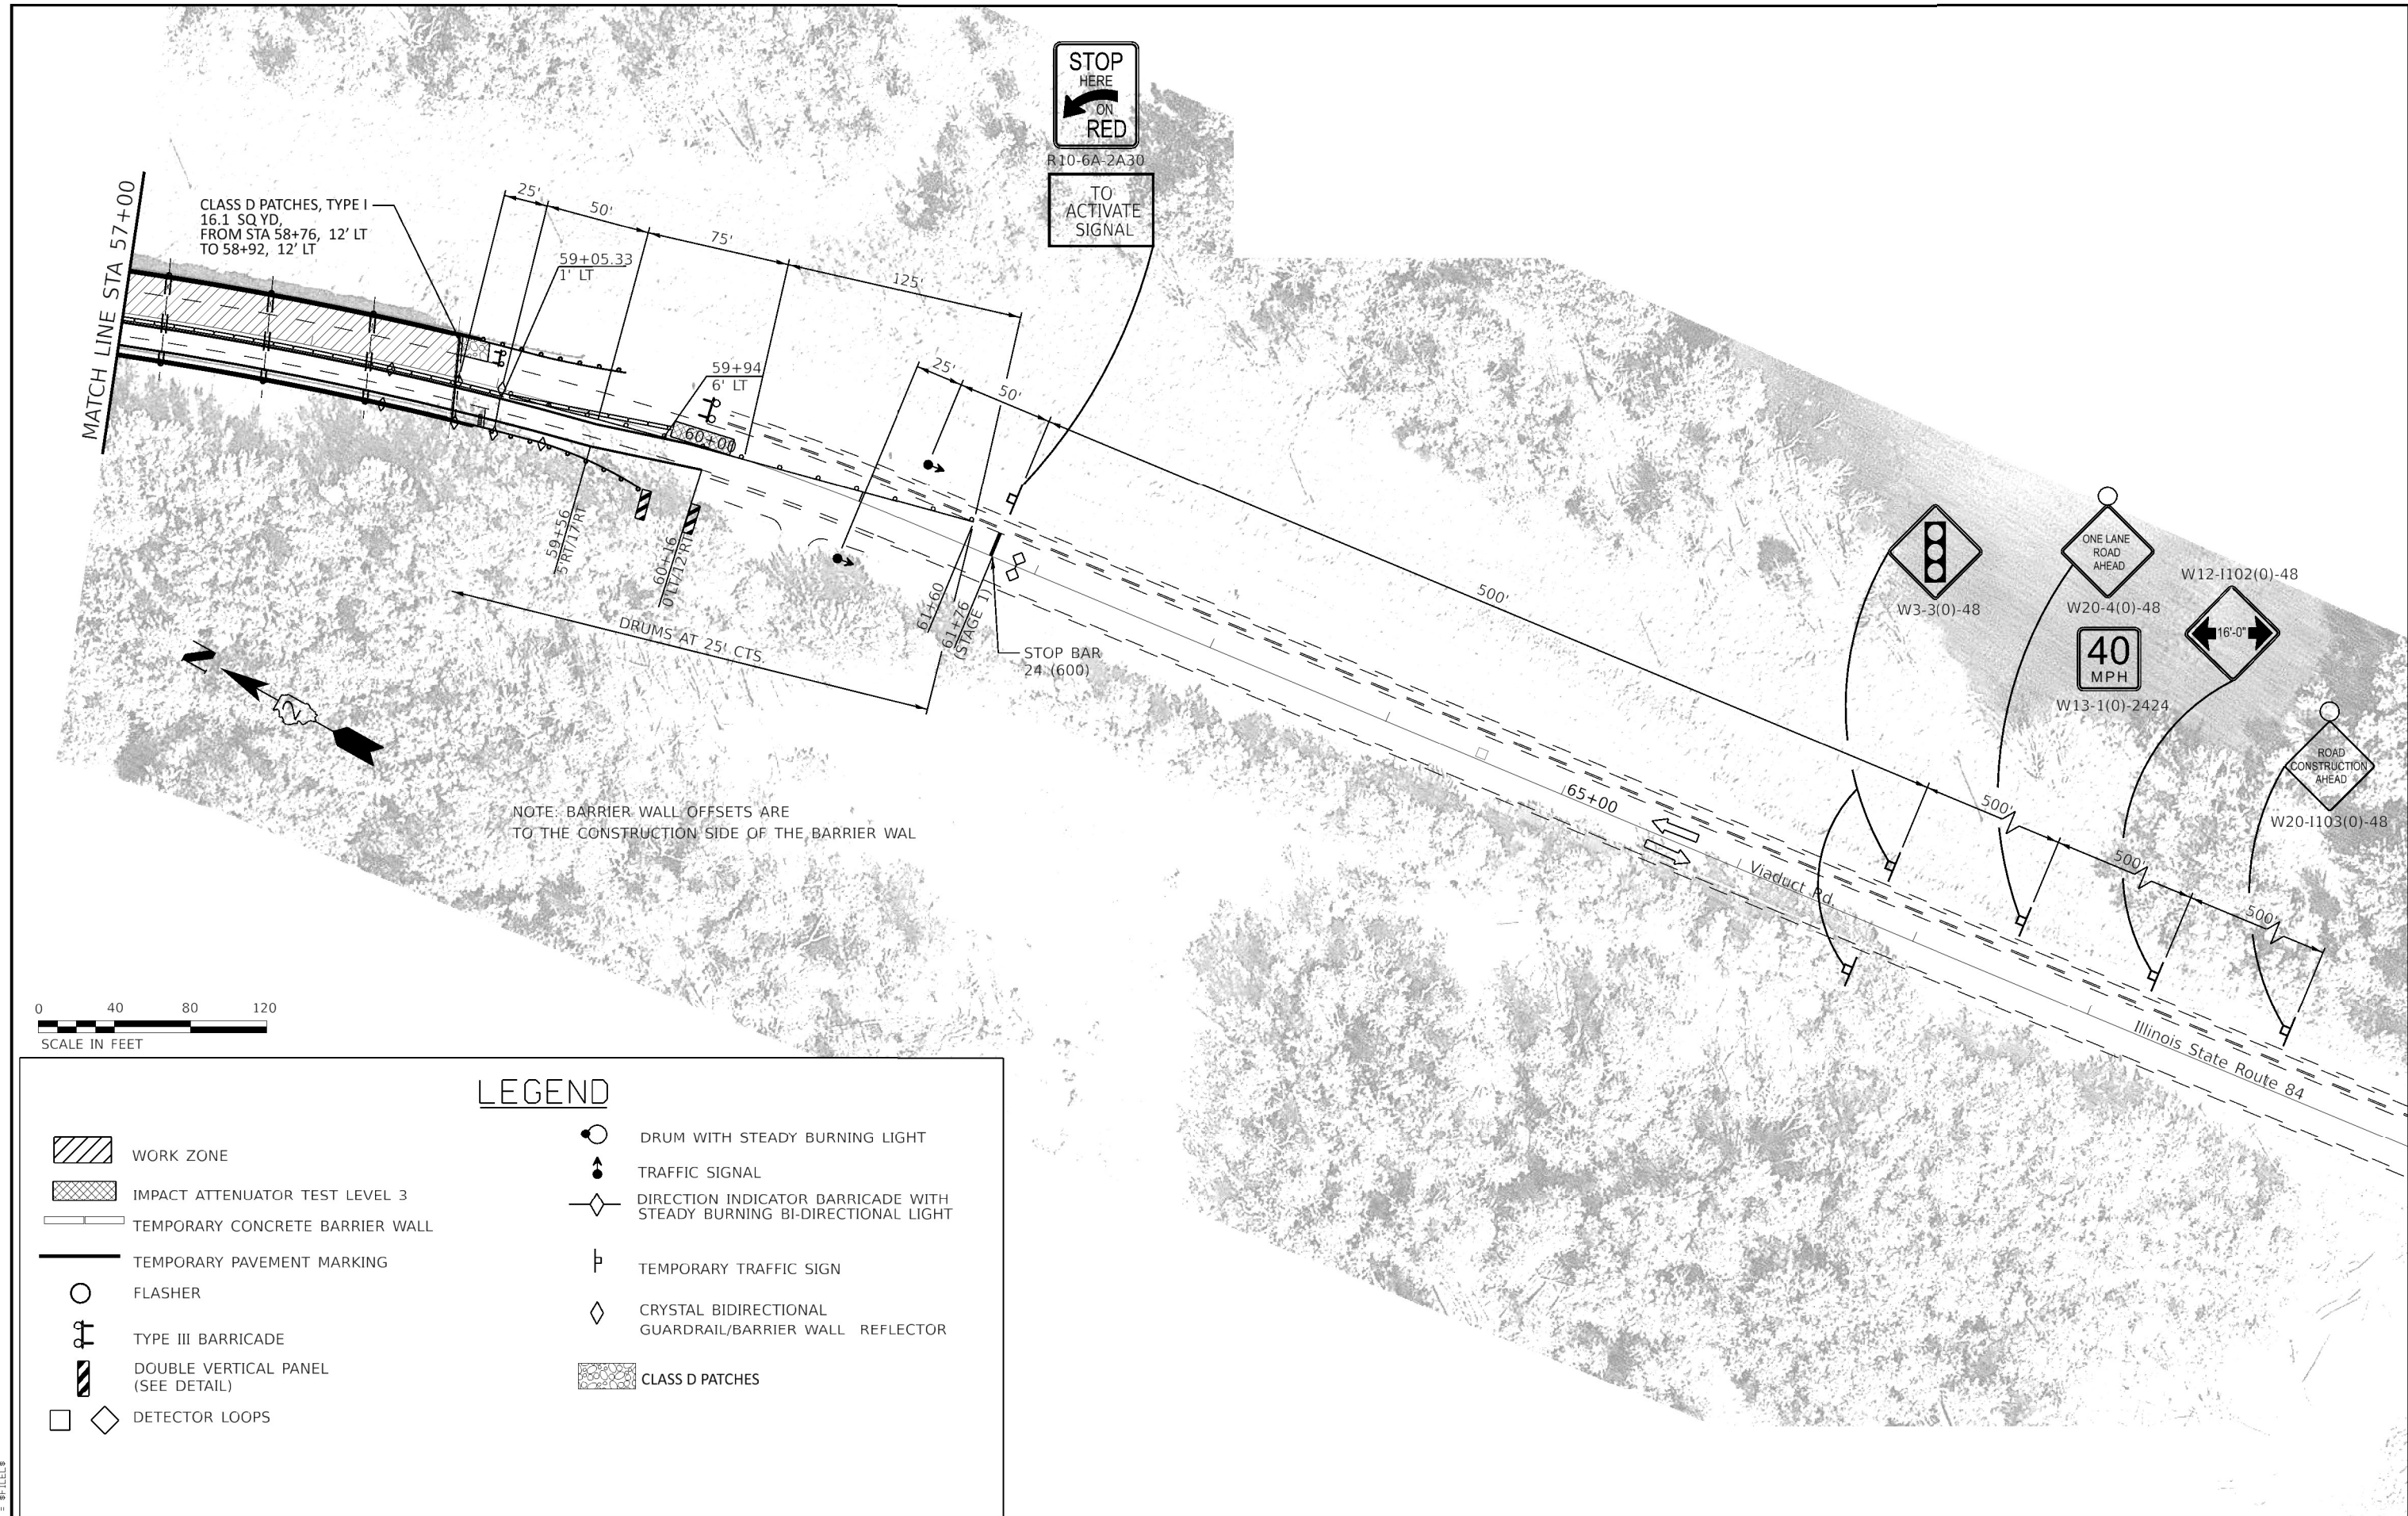 STOP
HERE
ON
RED
R10-6A-2A30
TO
ACTIVATE
SIGNAL
MATCH LINE STA 57+00
CLASS D PATCHES, TYPE I
16.1 SQ YD,
FROM STA 58+76, 12' LT
TO 58+92, 12' LT
25'
50'
75'
125'
59+05.33
1' LT
59+94
6' LT
60+00
25'
50'
500'
59+56
5'RT/17'RT
60+16
0'LT/12'RT
61+60
61+76
(STAGE 1)
DRUMS AT 25' CTS.
STOP BAR
24 (600)
N
2
NOTE: BARRIER WALL OFFSETS ARE
TO THE CONSTRUCTION SIDE OF THE BARRIER WAL
W3-3(0)-48
ONE LANE
ROAD
AHEAD
W20-4(0)-48
40
MPH
W13-1(0)-2424
W12-I102(0)-48
16'-0"
ROAD
CONSTRUCTION
AHEAD
W20-I103(0)-48
500'
500'
500'
65+00
Viaduct Rd
Illinois State Route 84
0 40 80 120
SCALE IN FEET
LEGEND
WORK ZONE
IMPACT ATTENUATOR TEST LEVEL 3
TEMPORARY CONCRETE BARRIER WALL
TEMPORARY PAVEMENT MARKING
FLASHER
TYPE III BARRICADE
DOUBLE VERTICAL PANEL
(SEE DETAIL)
DETECTOR LOOPS
DRUM WITH STEADY BURNING LIGHT
TRAFFIC SIGNAL
DIRECTION INDICATOR BARRICADE WITH
STEADY BURNING BI-DIRECTIONAL LIGHT
TEMPORARY TRAFFIC SIGN
CRYSTAL BIDIRECTIONAL
GUARDRAIL/BARRIER WALL REFLECTOR
CLASS D PATCHES
= $FILEL$